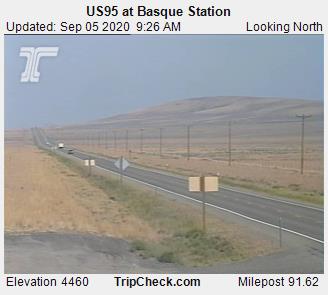 US95 at Basque Station
Updated: Sep 05 2020 9:26 AM Looking North
Elevation 4460 TripCheck.com Milepost 91.62